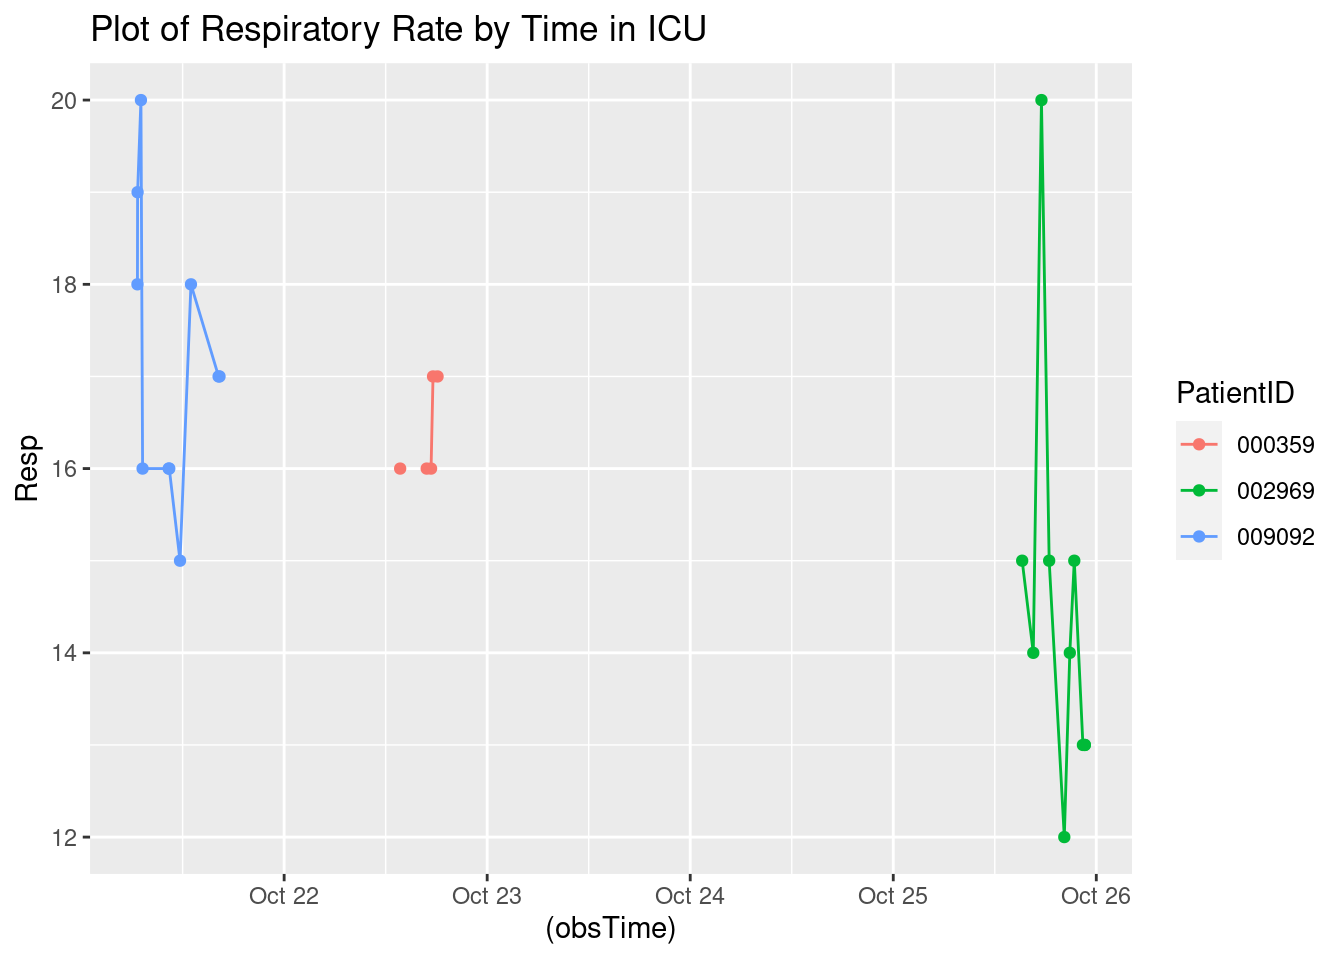 Plot of Respiratory Rate by Time in ICU
20
18
16
14
12
Resp
Oct 22
Oct 23
Oct 24
Oct 25
Oct 26
(obsTime)
PatientID
000359
002969
009092